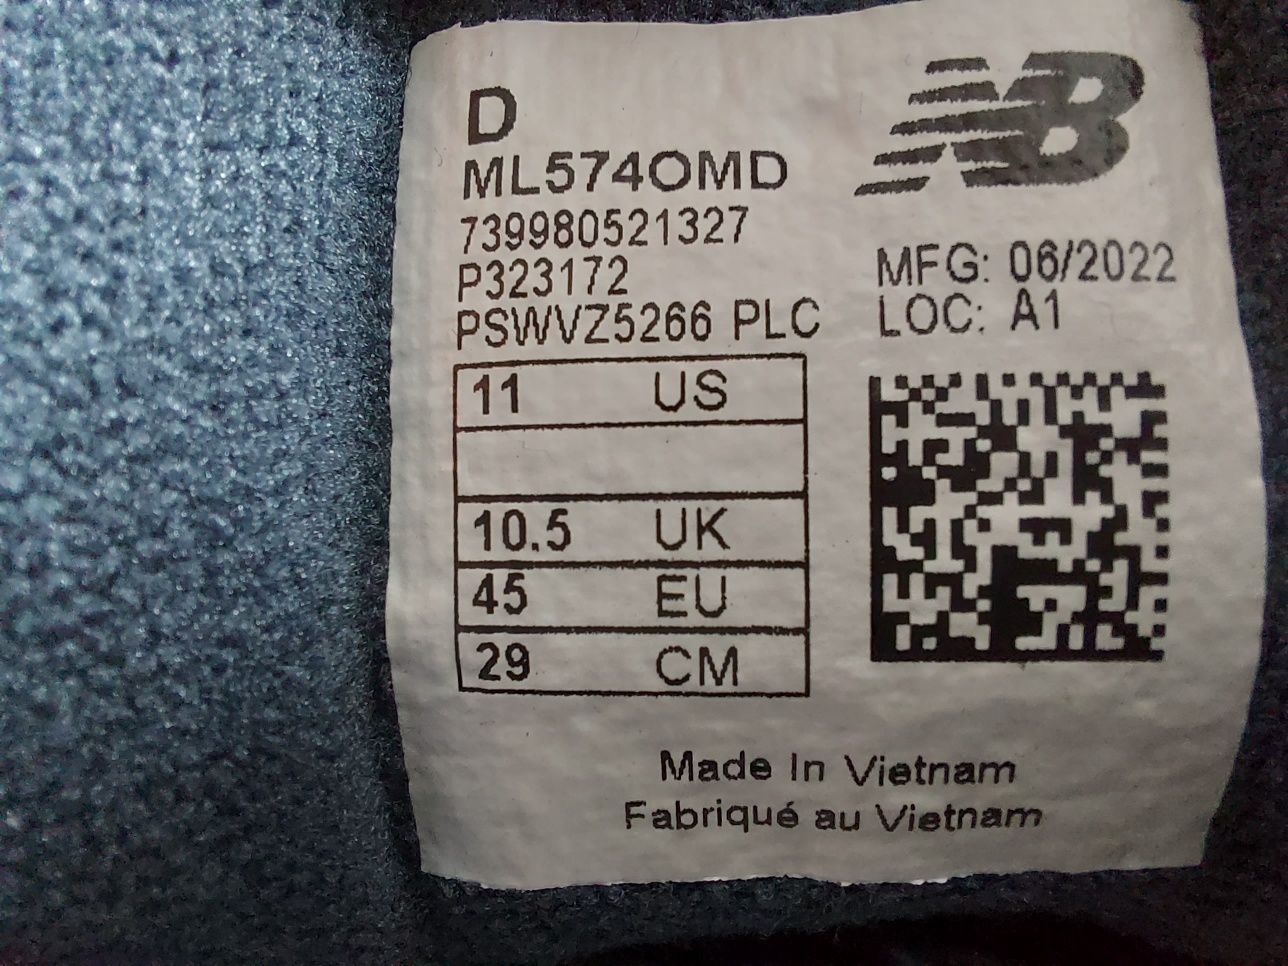 D
NB
ML574OMD
739980521327
P323172
PSWVZ5266 PLC
MFG: 06/2022
LOC: A1
11 US
10.5 UK
45 EU
29 CM
Made In Vietnam
Fabriqué au Vietnam